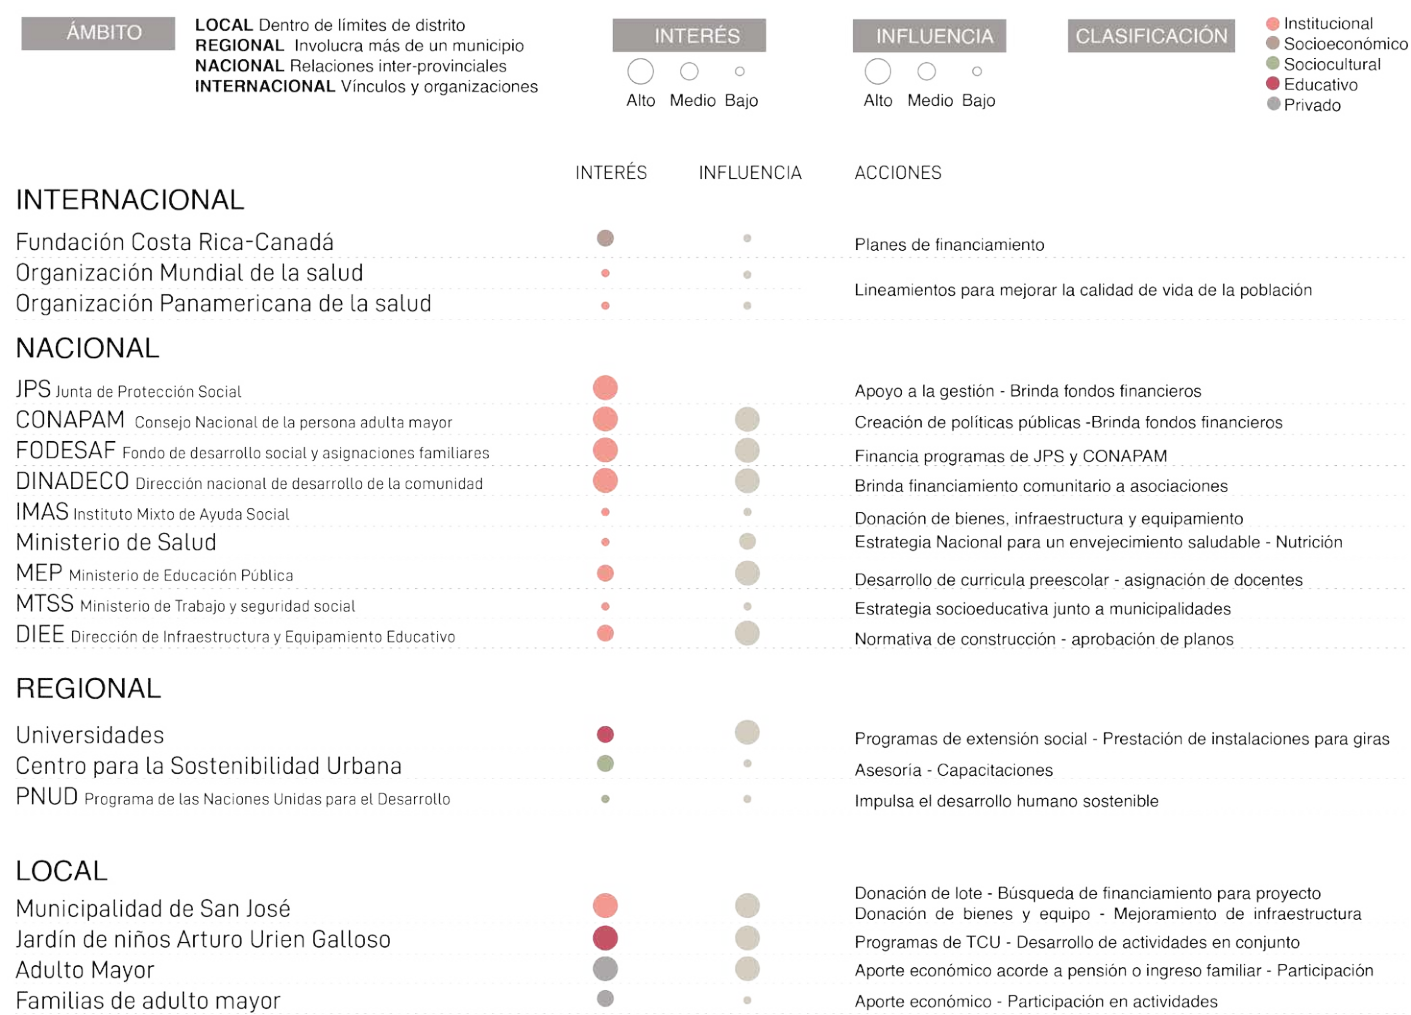 ÁMBITO
LOCAL Dentro de límites de distrito
REGIONAL Involucra más de un municipio
NACIONAL Relaciones inter-provinciales
INTERNACIONAL Vínculos y organizaciones
INTERÉS
Alto Medio Bajo
INFLUENCIA
Alto Medio Bajo
CLASIFICACIÓN
Institucional
Socioeconómico
Sociocultural
Educativo
Privado
INTERÉS INFLUENCIA ACCIONES
INTERNACIONAL
Fundación Costa Rica-Canadá Planes de financiamiento
Organización Mundial de la salud
Lineamientos para mejorar la calidad de vida de la población
Organización Panamericana de la salud
NACIONAL
JPS Junta de Protección Social Apoyo a la gestión - Brinda fondos financieros
CONAPAM Consejo Nacional de la persona adulta mayor Creación de políticas públicas -Brinda fondos financieros
FODESAF Fondo de desarrollo social y asignaciones familiares Financia programas de JPS y CONAPAM
DINADECO Dirección nacional de desarrollo de la comunidad Brinda financiamiento comunitario a asociaciones
IMAS Instituto Mixto de Ayuda Social Donación de bienes, infraestructura y equipamiento
Ministerio de Salud Estrategia Nacional para un envejecimiento saludable - Nutrición
MEP Ministerio de Educación Pública Desarrollo de curricula preescolar - asignación de docentes
MTSS Ministerio de Trabajo y seguridad social Estrategia socioeducativa junto a municipalidades
DIEE Dirección de Infraestructura y Equipamiento Educativo Normativa de construcción - aprobación de planos
REGIONAL
Universidades Programas de extensión social - Prestación de instalaciones para giras
Centro para la Sostenibilidad Urbana Asesoría - Capacitaciones
PNUD Programa de las Naciones Unidas para el Desarrollo Impulsa el desarrollo humano sostenible
LOCAL
Donación de lote - Búsqueda de financiamiento para proyecto
Municipalidad de San José Donación de bienes y equipo - Mejoramiento de infraestructura
Jardín de niños Arturo Urien Galloso Programas de TCU - Desarrollo de actividades en conjunto
Adulto Mayor Aporte económico acorde a pensión o ingreso familiar - Participación
Familias de adulto mayor Aporte económico - Participación en actividades